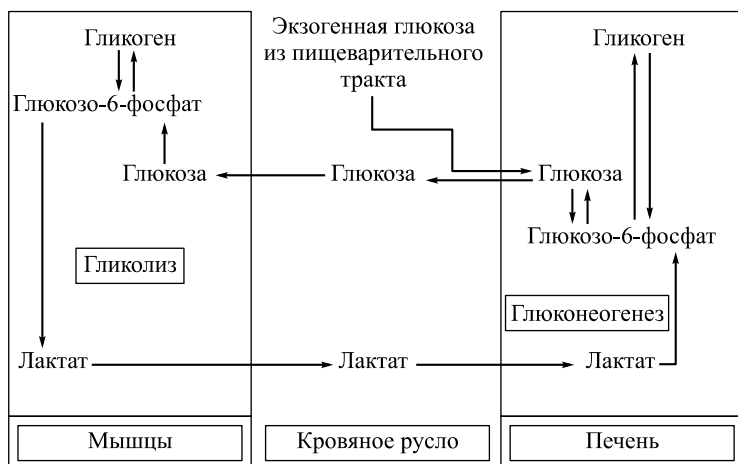 Гликоген
Глюкозо-6-фосфат
Глюкоза
Гликолиз
Лактат
Мышцы
Экзогенная глюкоза
из пищеварительного
тракта
Глюкоза
Лактат
Кровяное русло
Гликоген
Глюкоза
Глюкозо-6-фосфат
Глюконеогенез
Лактат
Печень